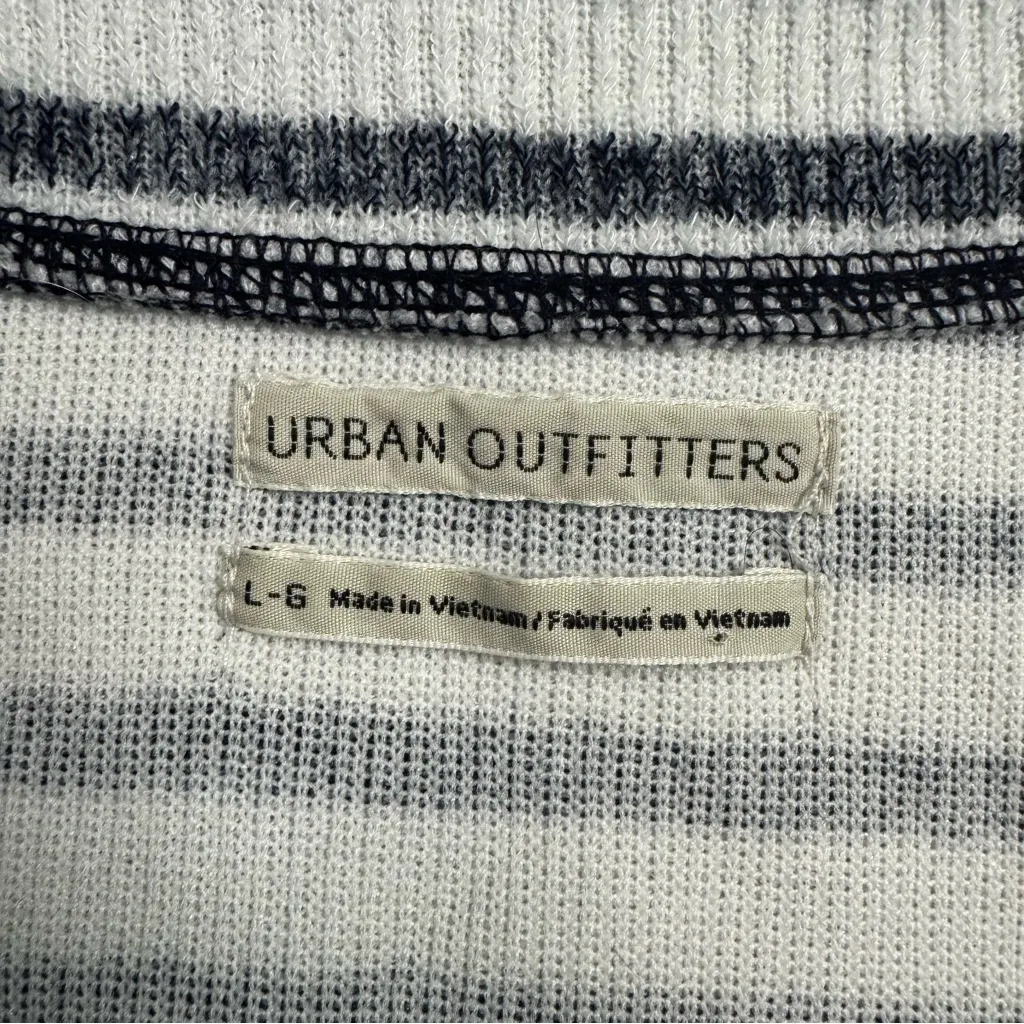 URBAN OUTFITTERS
L-G Made in Vietnam / Fabriqué en Vietnam